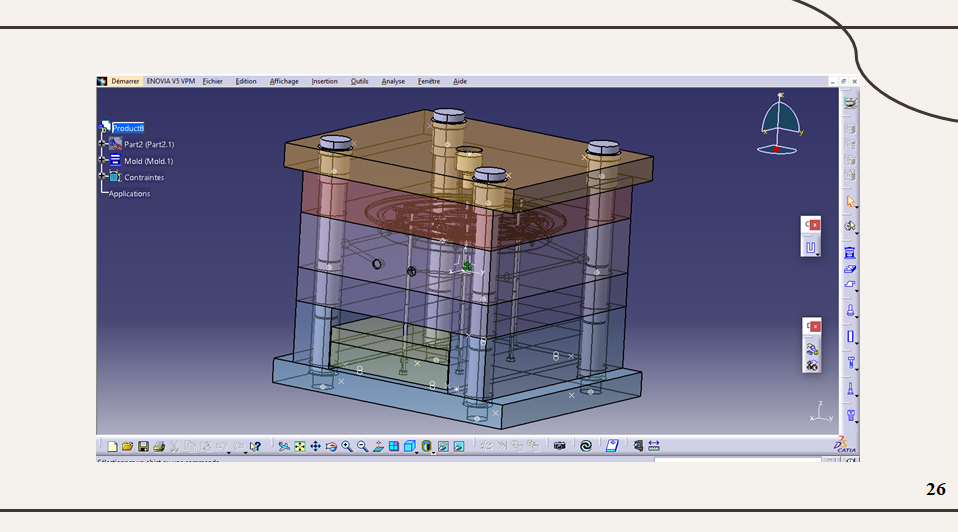 Démarrer ENOVIA V5 VPM Fichier Edition Affichage Insertion Outils Analyse Fenêtre Aide
Product8
Part2 (Part2.1)
Mold (Mold.1)
Contraintes
Applications
CATIA
26